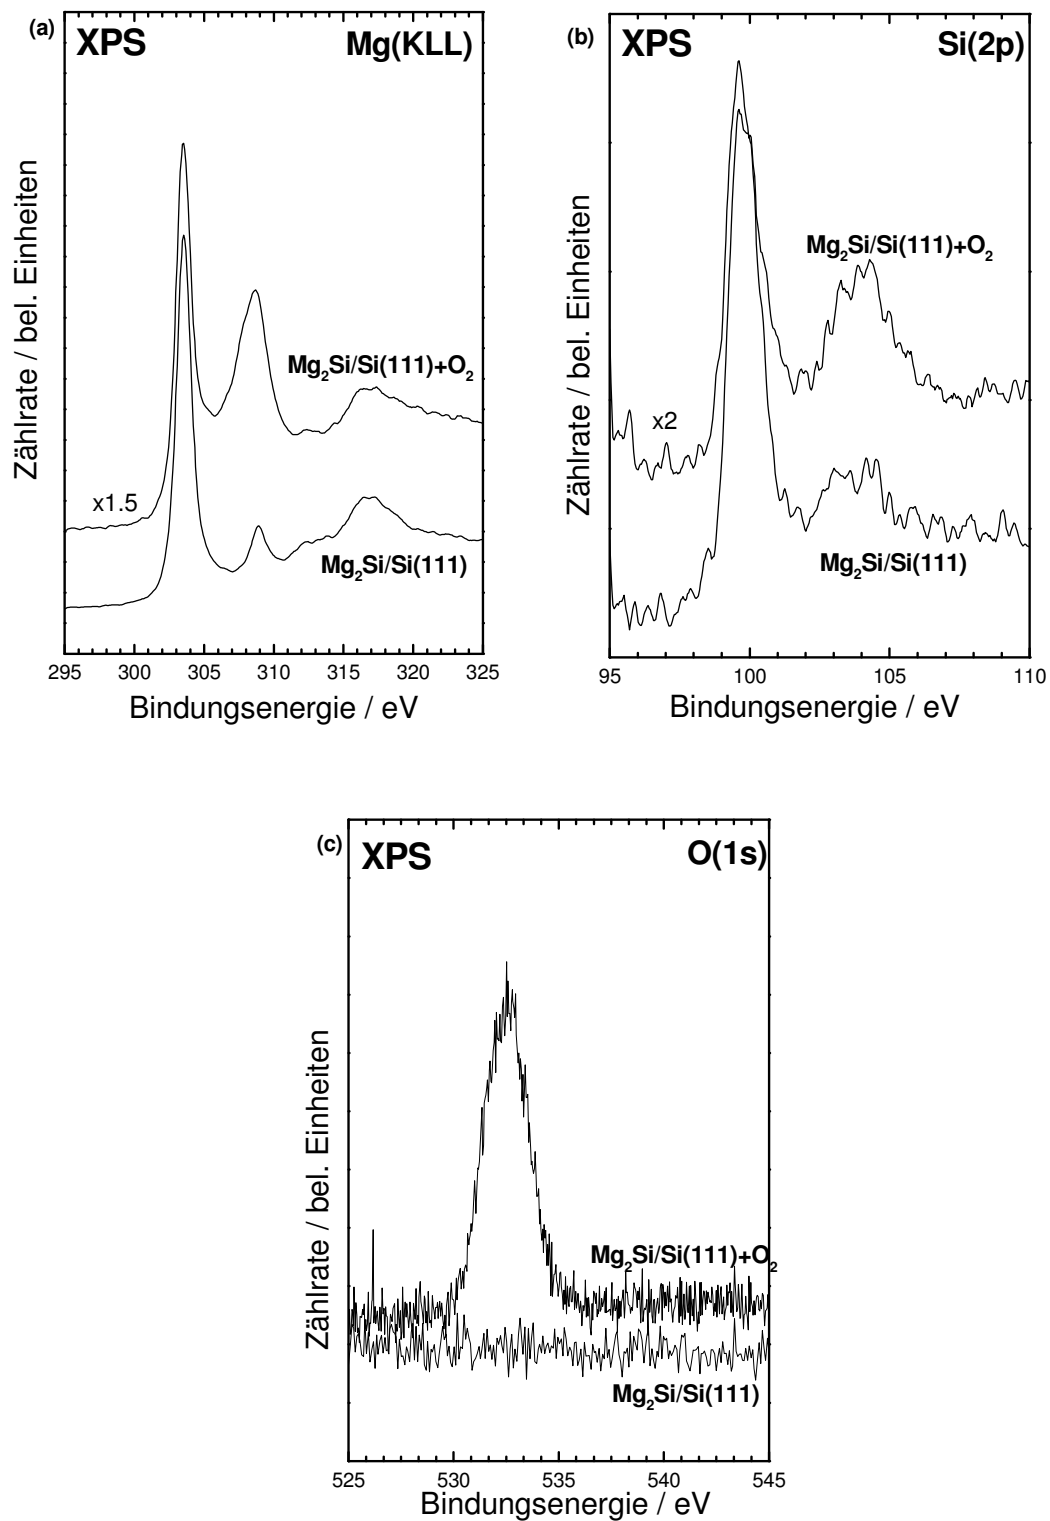 (a) XPS Mg(KLL)
Zählrate / bel. Einheiten
Mg2Si/Si(111)+O2
x1.5
Mg2Si/Si(111)
295 300 305 310 315 320 325
Bindungsenergie / eV
(b) XPS Si(2p)
Zählrate / bel. Einheiten
Mg2Si/Si(111)+O2
x2
Mg2Si/Si(111)
95 100 105 110
Bindungsenergie / eV
(c) XPS O(1s)
Zählrate / bel. Einheiten
Mg2Si/Si(111)+O2
Mg2Si/Si(111)
525 530 535 540 545
Bindungsenergie / eV